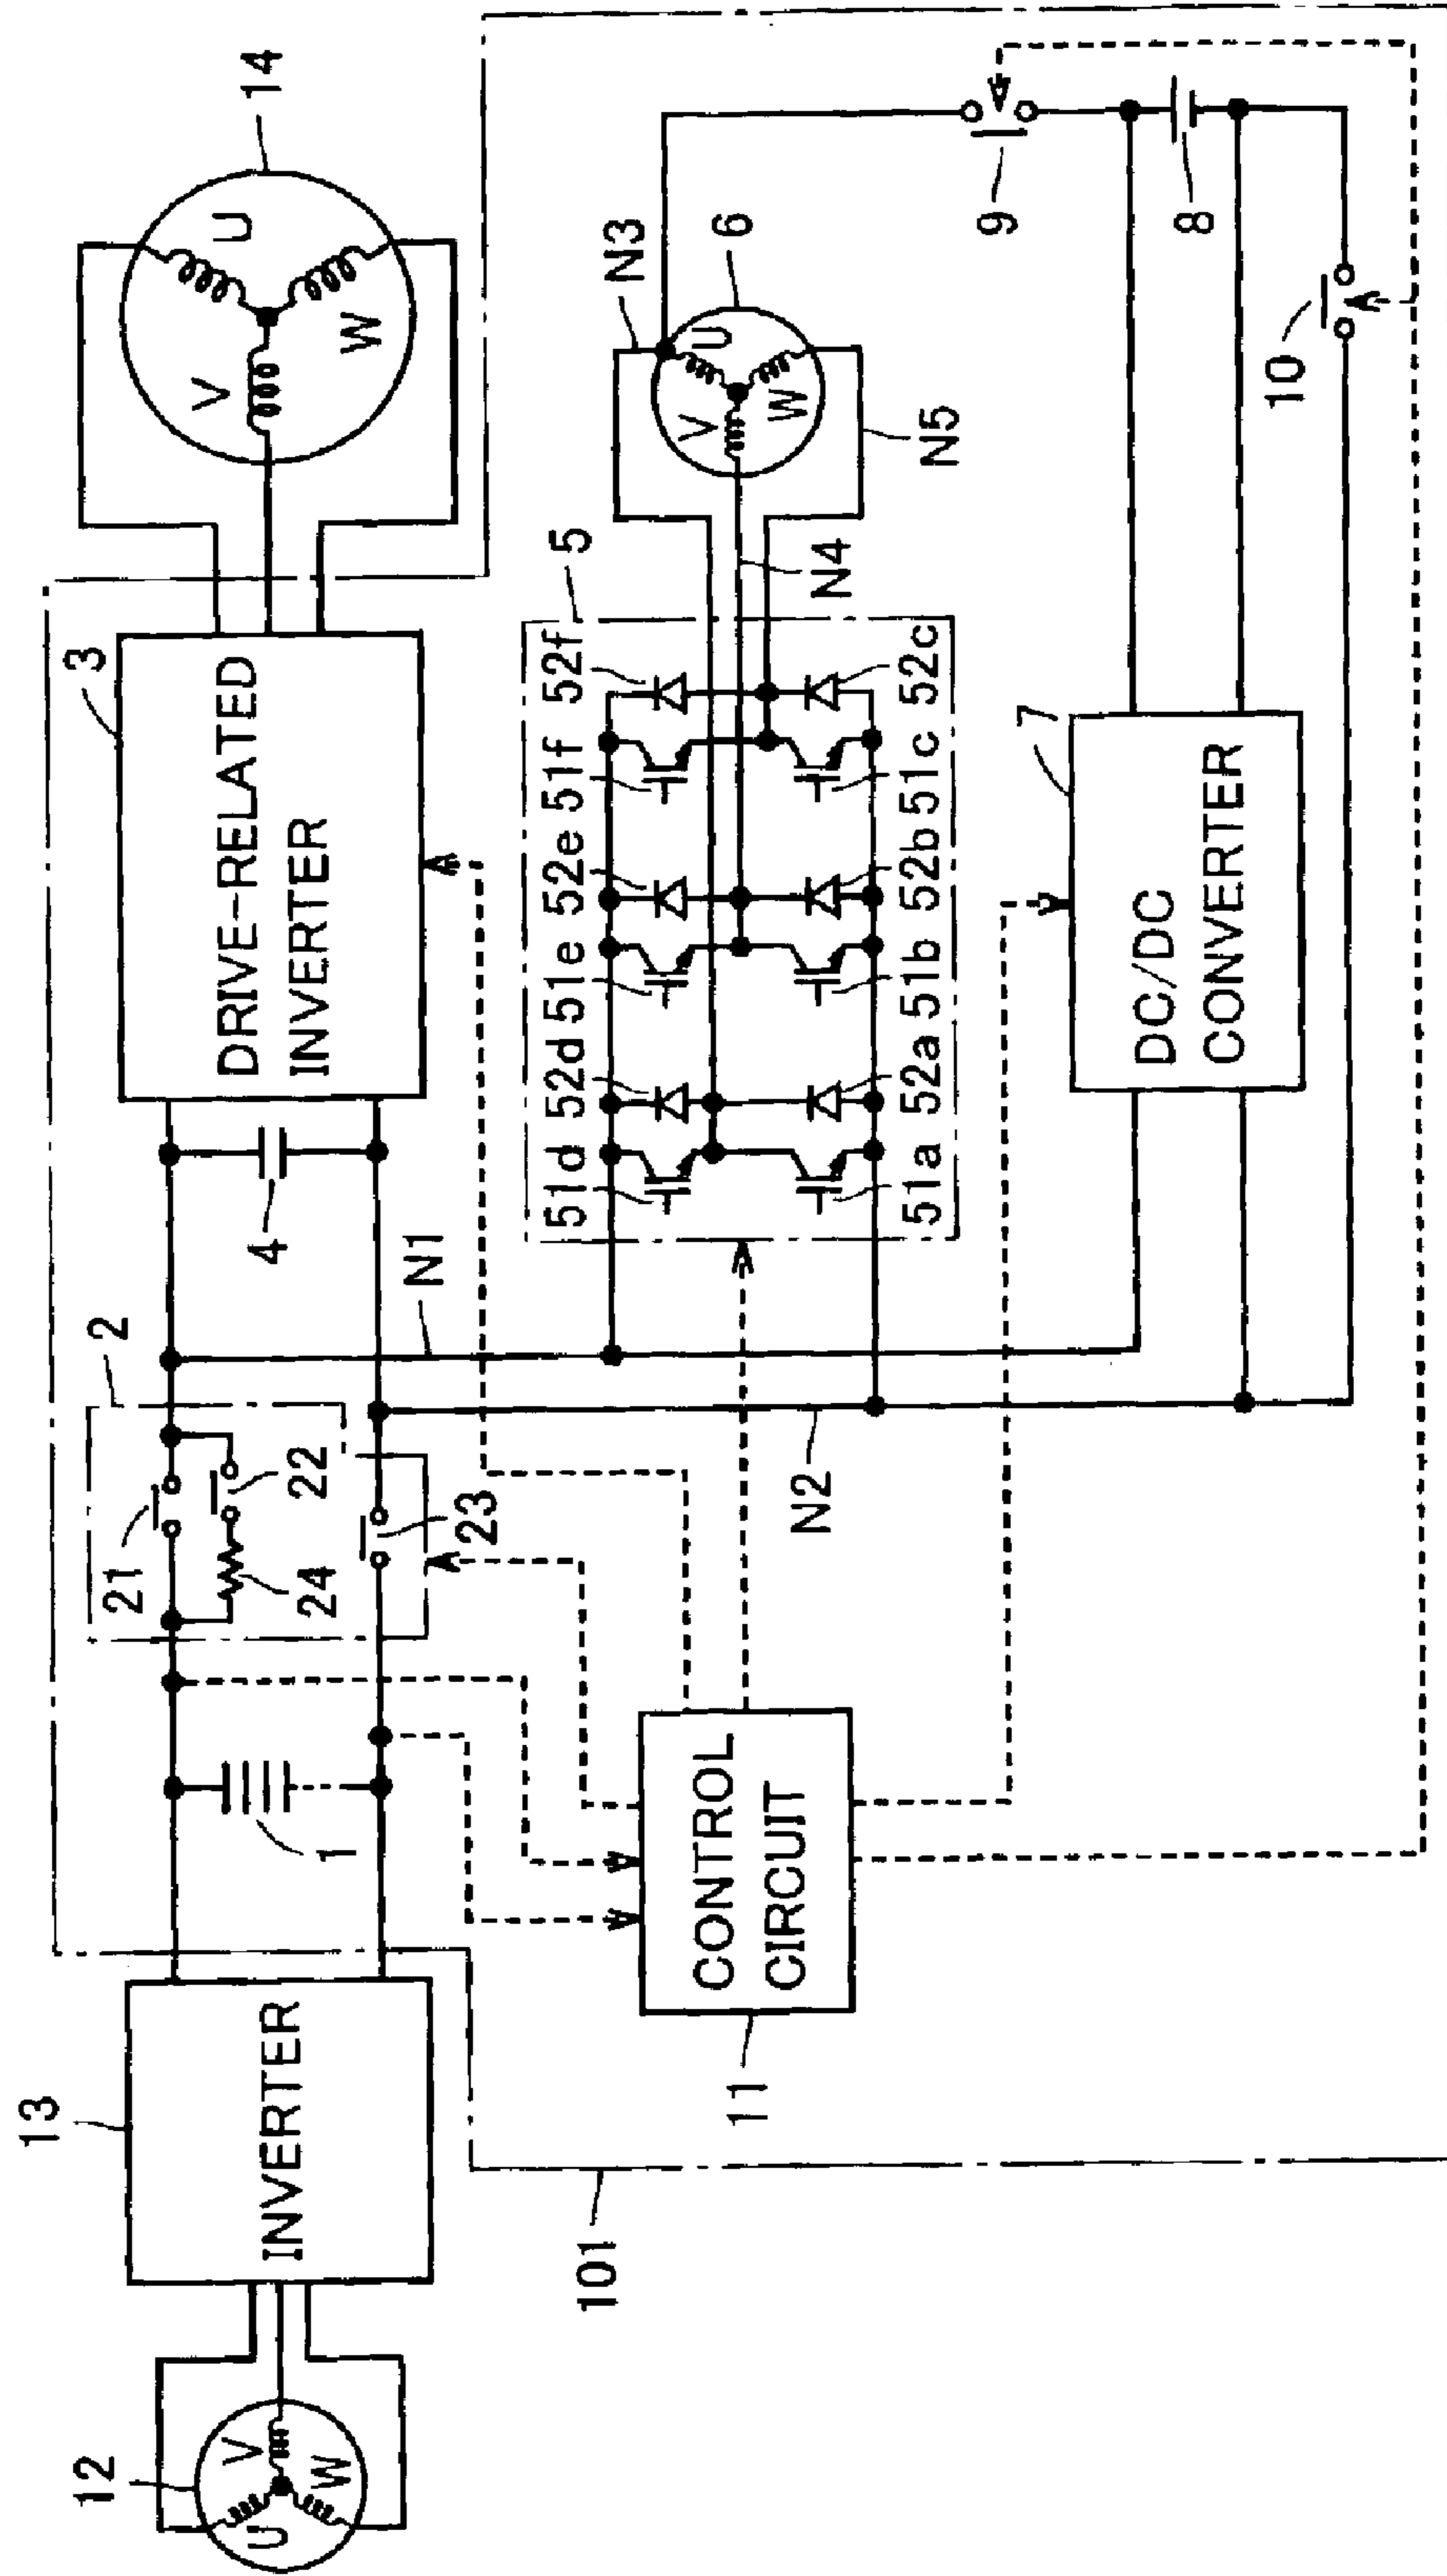 12
U
V
W
13
INVERTER
101
1
2
21
22
24
23
N1
N2
4
3
DRIVE-RELATED
INVERTER
14
U
V
W
CONTROL
CIRCUIT
11
5
51d
52d
51e
52e
51f
52f
51a
52a
51b
52b
51c
52c
N3
N4
N5
6
U
V
W
7
DC/DC
CONVERTER
8
9
10